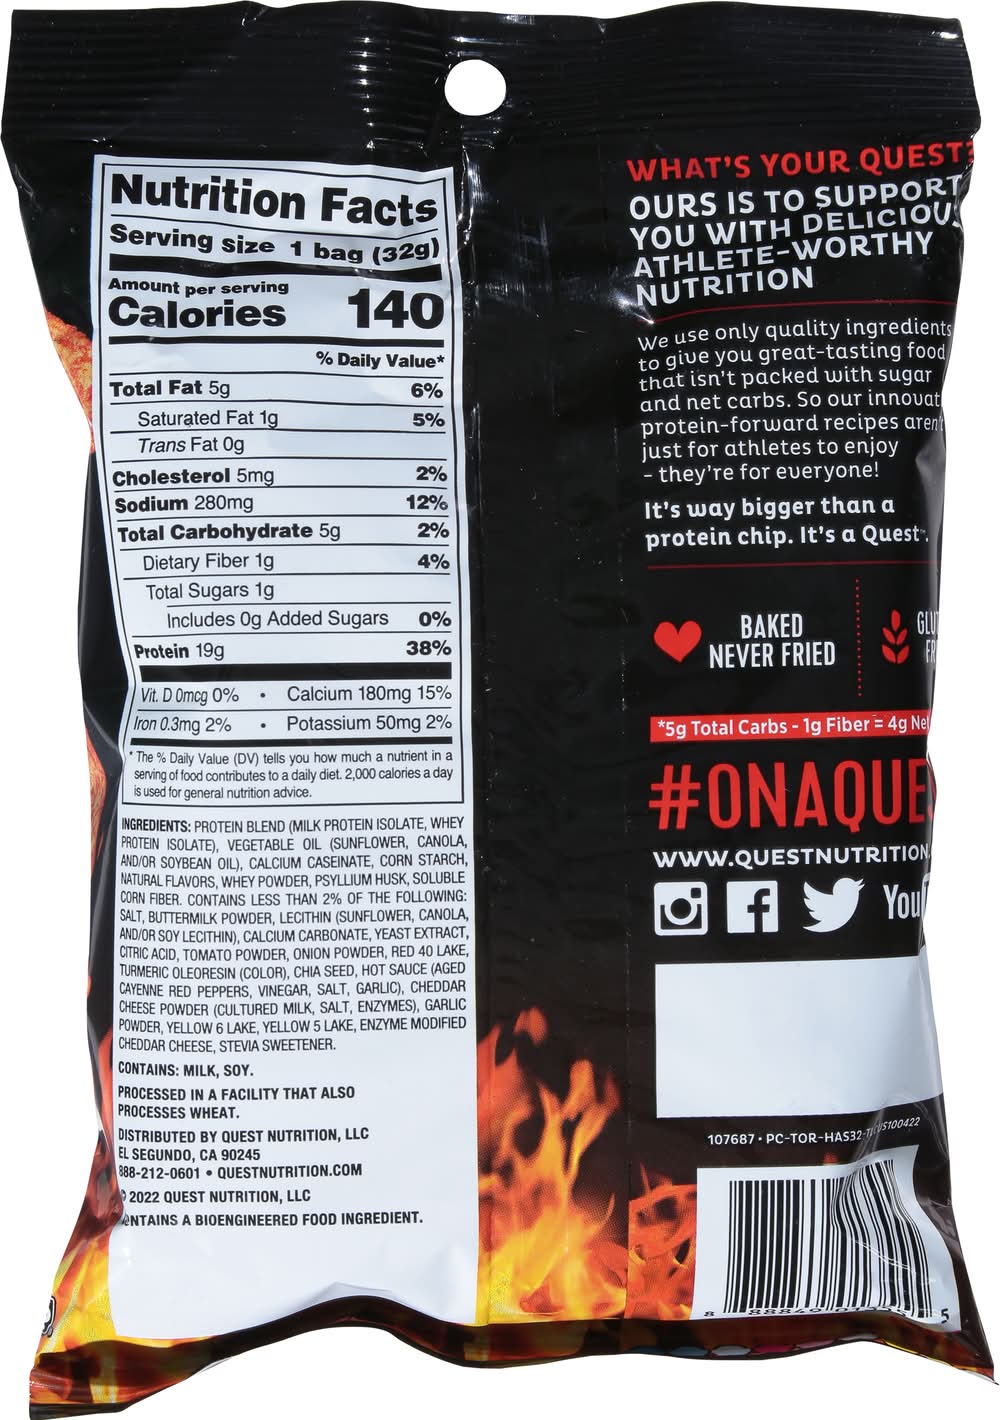 Nutrition Facts
Serving size 1 bag (32g)
Amount per serving
Calories 140
% Daily Value*
Total Fat 5g 6%
Saturated Fat 1g 5%
Trans Fat 0g
Cholesterol 5mg 2%
Sodium 280mg 12%
Total Carbohydrate 5g 2%
Dietary Fiber 1g 4%
Total Sugars 1g
Includes 0g Added Sugars 0%
Protein 19g 38%
Vit. D 0mcg 0% • Calcium 180mg 15%
Iron 0.3mg 2% • Potassium 50mg 2%
* The % Daily Value (DV) tells you how much a nutrient in a
serving of food contributes to a daily diet. 2,000 calories a day
is used for general nutrition advice.
INGREDIENTS: PROTEIN BLEND (MILK PROTEIN ISOLATE, WHEY
PROTEIN ISOLATE), VEGETABLE OIL (SUNFLOWER, CANOLA,
AND/OR SOYBEAN OIL), CALCIUM CASEINATE, CORN STARCH,
NATURAL FLAVORS, WHEY POWDER, PSYLLIUM HUSK, SOLUBLE
CORN FIBER. CONTAINS LESS THAN 2% OF THE FOLLOWING:
SALT, BUTTERMILK POWDER, LECITHIN (SUNFLOWER, CANOLA,
AND/OR SOY LECITHIN), CALCIUM CARBONATE, YEAST EXTRACT,
CITRIC ACID, TOMATO POWDER, ONION POWDER, RED 40 LAKE,
TURMERIC OLEORESIN (COLOR), CHIA SEED, HOT SAUCE (AGED
CAYENNE RED PEPPERS, VINEGAR, SALT, GARLIC), CHEDDAR
CHEESE POWDER (CULTURED MILK, SALT, ENZYMES), GARLIC
POWDER, YELLOW 6 LAKE, YELLOW 5 LAKE, ENZYME MODIFIED
CHEDDAR CHEESE, STEVIA SWEETENER.
CONTAINS: MILK, SOY.
PROCESSED IN A FACILITY THAT ALSO
PROCESSES WHEAT.
DISTRIBUTED BY QUEST NUTRITION, LLC
EL SEGUNDO, CA 90245
888-212-0601 • QUESTNUTRITION.COM
© 2022 QUEST NUTRITION, LLC
CONTAINS A BIOENGINEERED FOOD INGREDIENT.
WHAT'S YOUR QUEST?
OURS IS TO SUPPORT
YOU WITH DELICIOUS
ATHLETE-WORTHY
NUTRITION
We use only quality ingredients
to give you great-tasting food
that isn't packed with sugar
and net carbs. So our innovat
protein-forward recipes aren't
just for athletes to enjoy
- they're for everyone!
It's way bigger than a
protein chip. It's a Quest™.
BAKED
NEVER FRIED
GLUT
FR
*5g Total Carbs - 1g Fiber = 4g Net
#ONAQUES
WWW.QUESTNUTRITION.
You